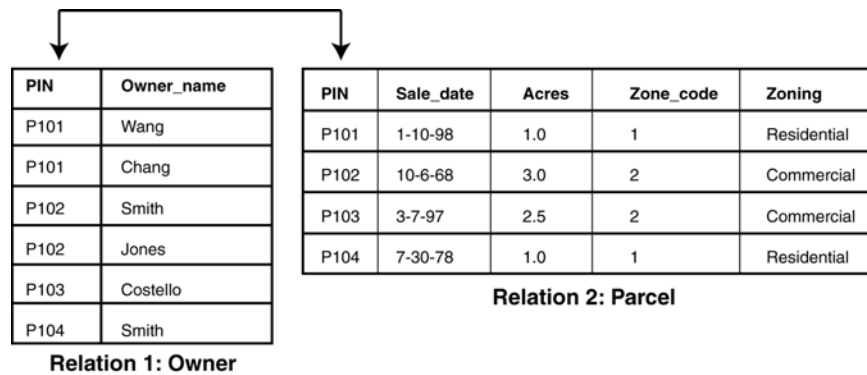 PIN Owner_name
P101 Wang
P101 Chang
P102 Smith
P102 Jones
P103 Costello
P104 Smith
Relation 1: Owner
PIN Sale_date Acres Zone_code Zoning
P101 1-10-98 1.0 1 Residential
P102 10-6-68 3.0 2 Commercial
P103 3-7-97 2.5 2 Commercial
P104 7-30-78 1.0 1 Residential
Relation 2: Parcel